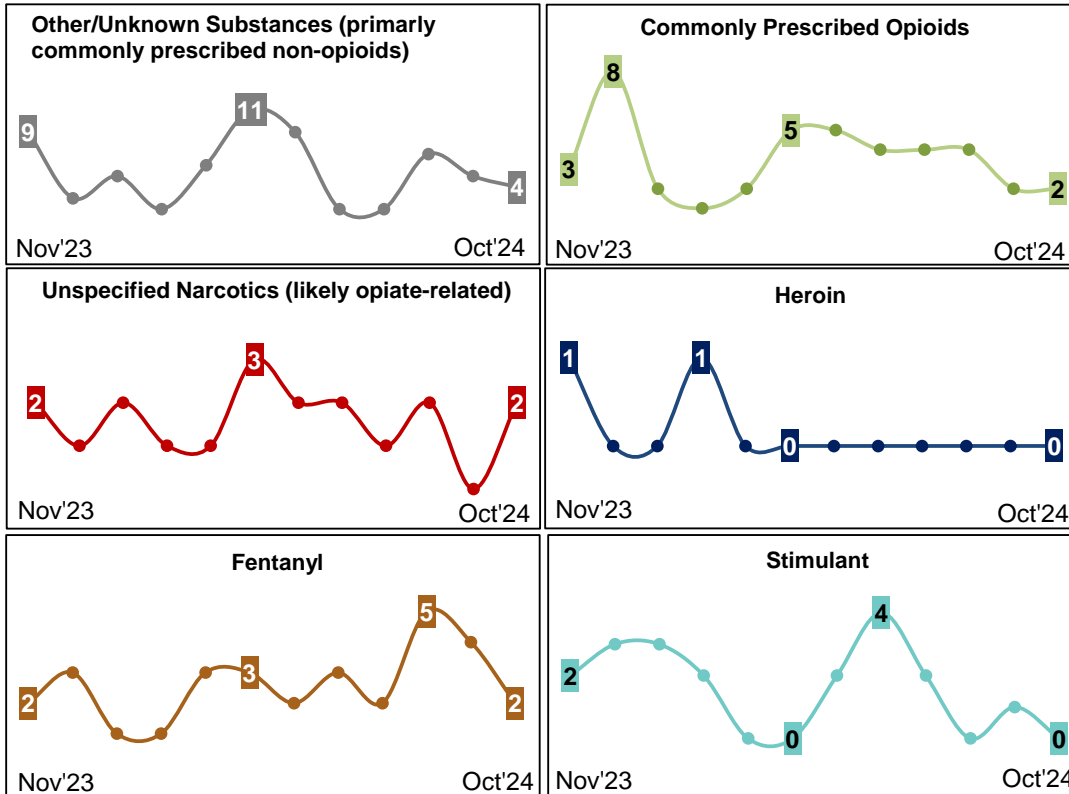 Other/Unknown Substances (primarly
commonly prescribed non-opioids)
9
11
4
Nov'23
Oct'24
Commonly Prescribed Opioids
3
8
5
2
Nov'23
Oct'24
Unspecified Narcotics (likely opiate-related)
2
3
2
Nov'23
Oct'24
Heroin
1
1
0
0
Nov'23
Oct'24
Fentanyl
2
3
5
2
Nov'23
Oct'24
Stimulant
2
0
4
0
Nov'23
Oct'24